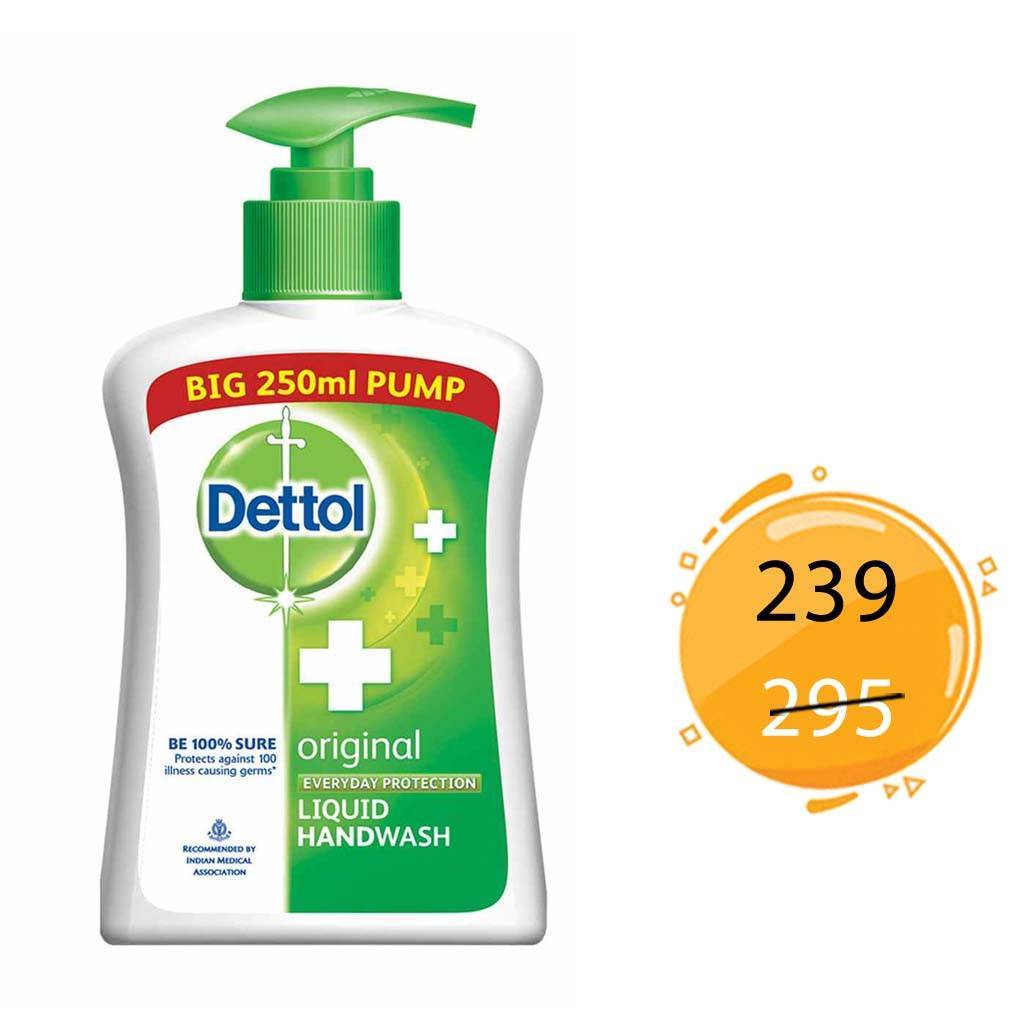 BIG 250ml PUMP
Dettol
BE 100% SURE
Protects against 100
illness causing germs*
RECOMMENDED BY
INDIAN MEDICAL
ASSOCIATION
original
EVERYDAY PROTECTION
LIQUID
HANDWASH
239
295